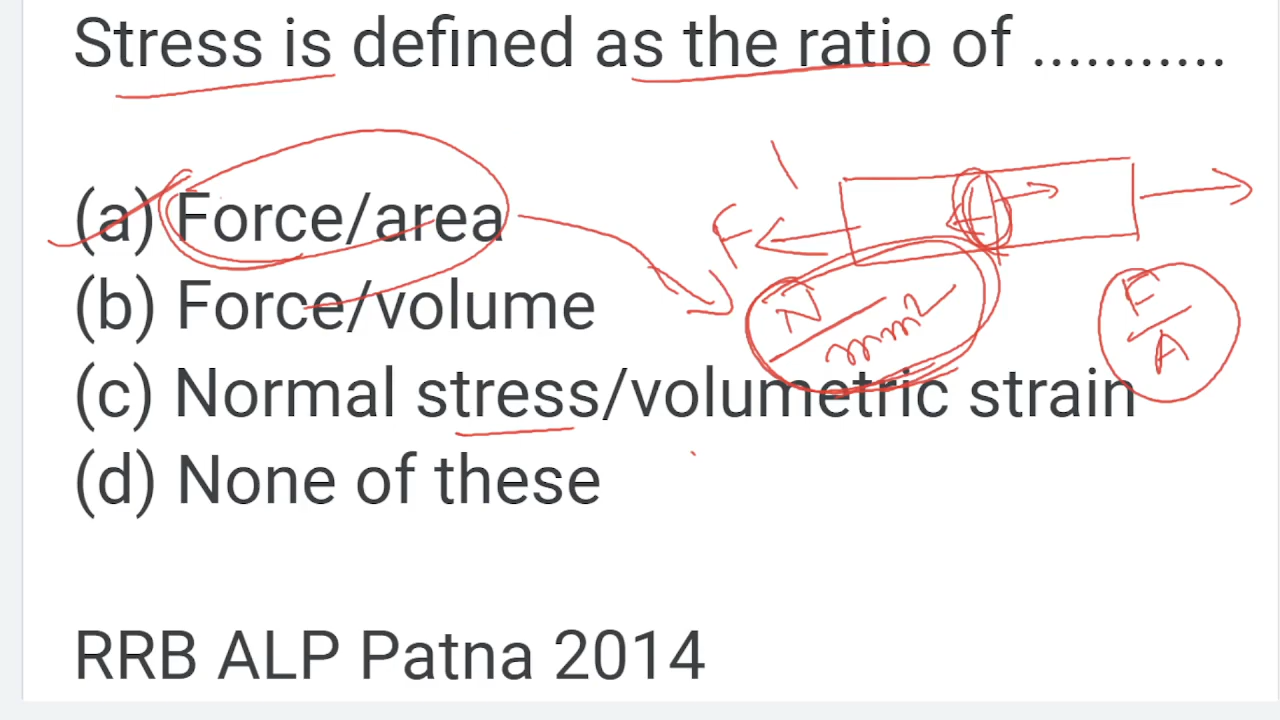 Stress is defined as the ratio of ...........
(a) Force/area
(b) Force/volume
(c) Normal stress/volumetric strain
(d) None of these
F
N
mm²
F
A
RRB ALP Patna 2014